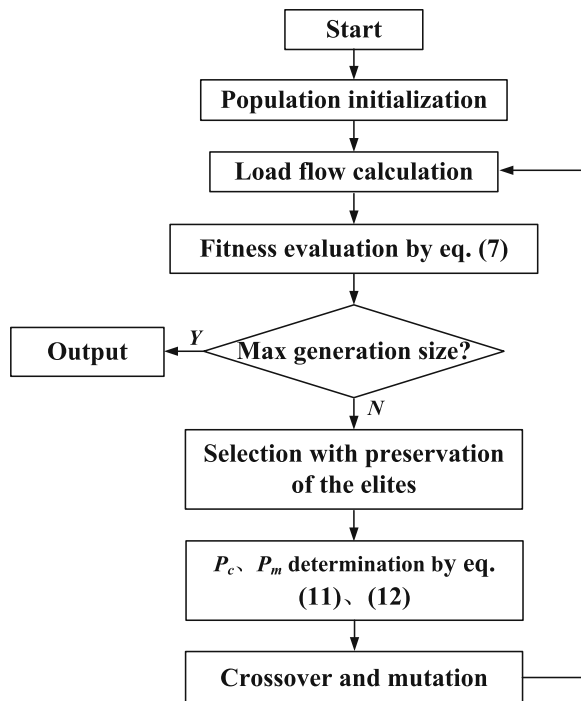 Start
Population initialization
Load flow calculation
Fitness evaluation by eq. (7)
Max generation size?
Y
Output
N
Selection with preservation
of the elites
Pc、Pm determination by eq.
(11)、(12)
Crossover and mutation